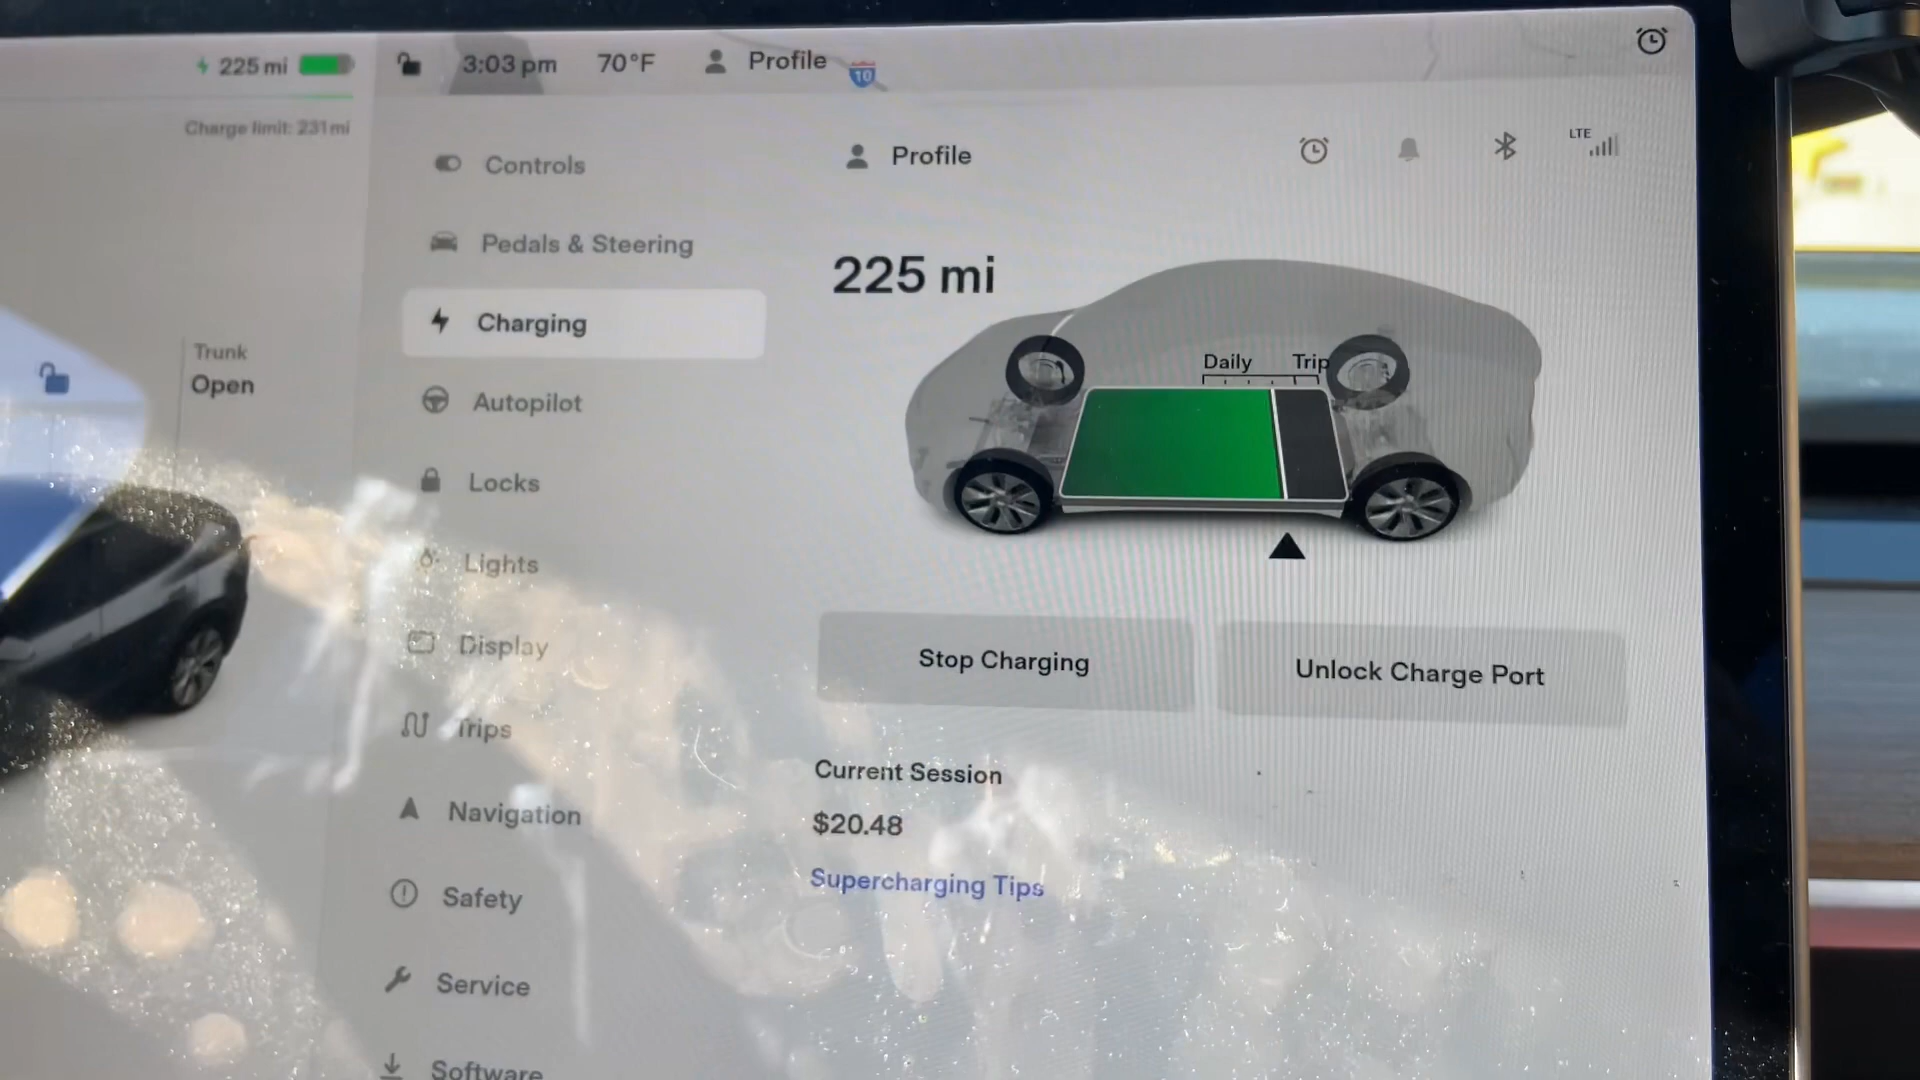 225 mi
3:03 pm
70°F
Profile
10
Charge limit: 231 mi
Controls
Pedals & Steering
Charging
Autopilot
Locks
Lights
Display
Trips
Navigation
Safety
Service
Software
Trunk
Open
Profile
LTE
225 mi
Daily
Trip
Stop Charging
Unlock Charge Port
Current Session
$20.48
Supercharging Tips